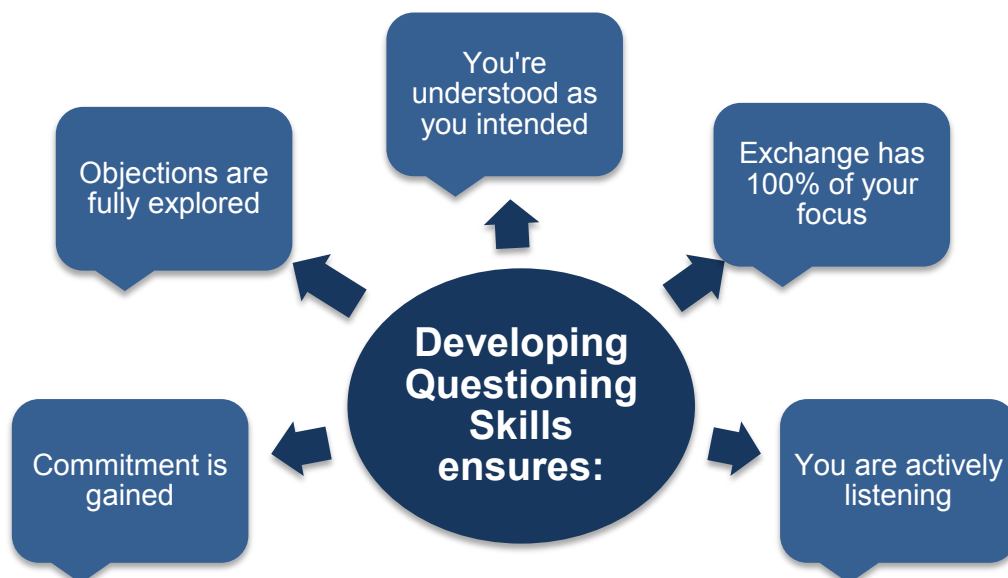 You're
understood as
you intended
Objections are
fully explored
Exchange has
100% of your
focus
Developing
Questioning
Skills
ensures:
Commitment is
gained
You are actively
listening